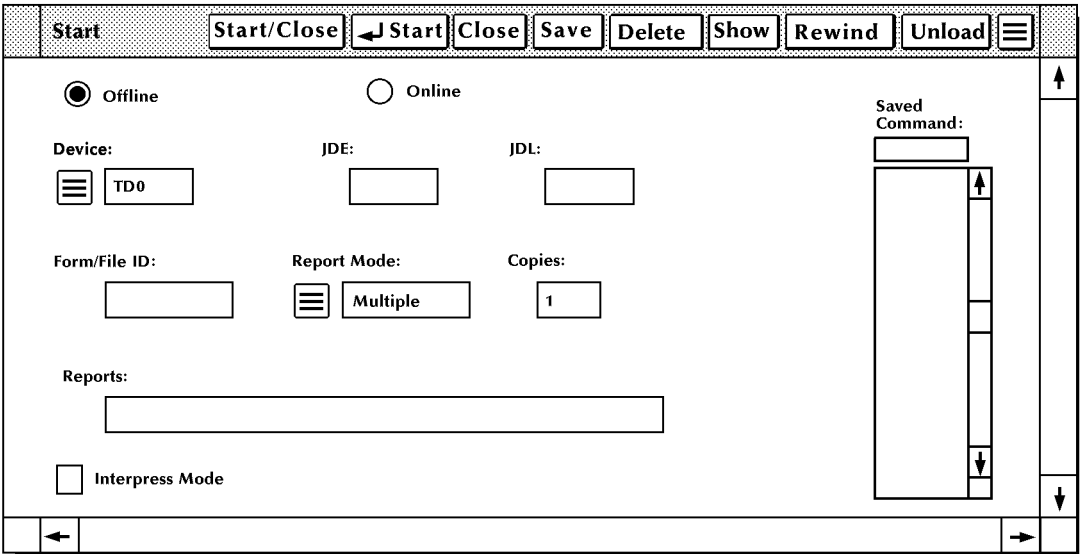 Start Start/Close Start Close Save Delete Show Rewind Unload
Offline Online
Saved
Command:
Device: JDE: JDL:
TD0
Form/File ID: Report Mode: Copies:
Multiple 1
Reports:
Interpress Mode